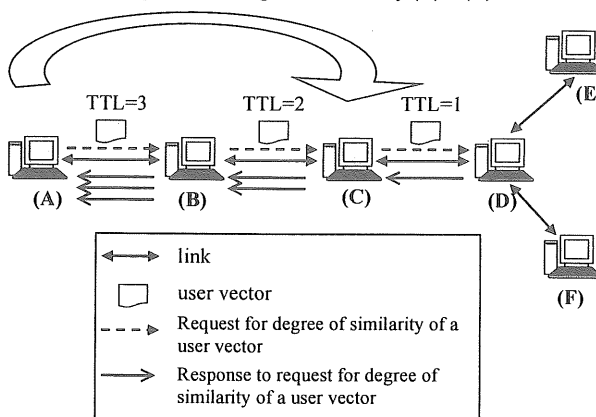 TTL=3 TTL=2 TTL=1
(E
(A) (B) (C) (D)
(F)
link
user vector
Request for degree of similarity of a
user vector
Response to request for degree of
similarity of a user vector